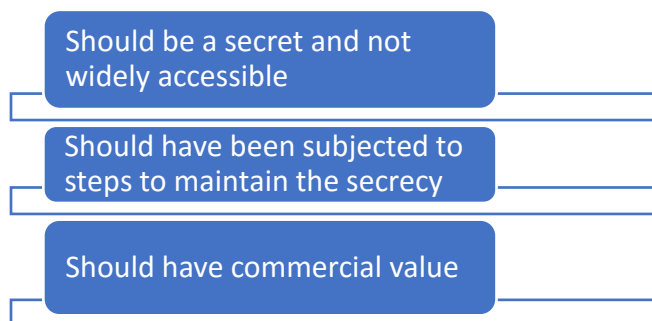 Should be a secret and not
widely accessible
Should have been subjected to
steps to maintain the secrecy
Should have commercial value